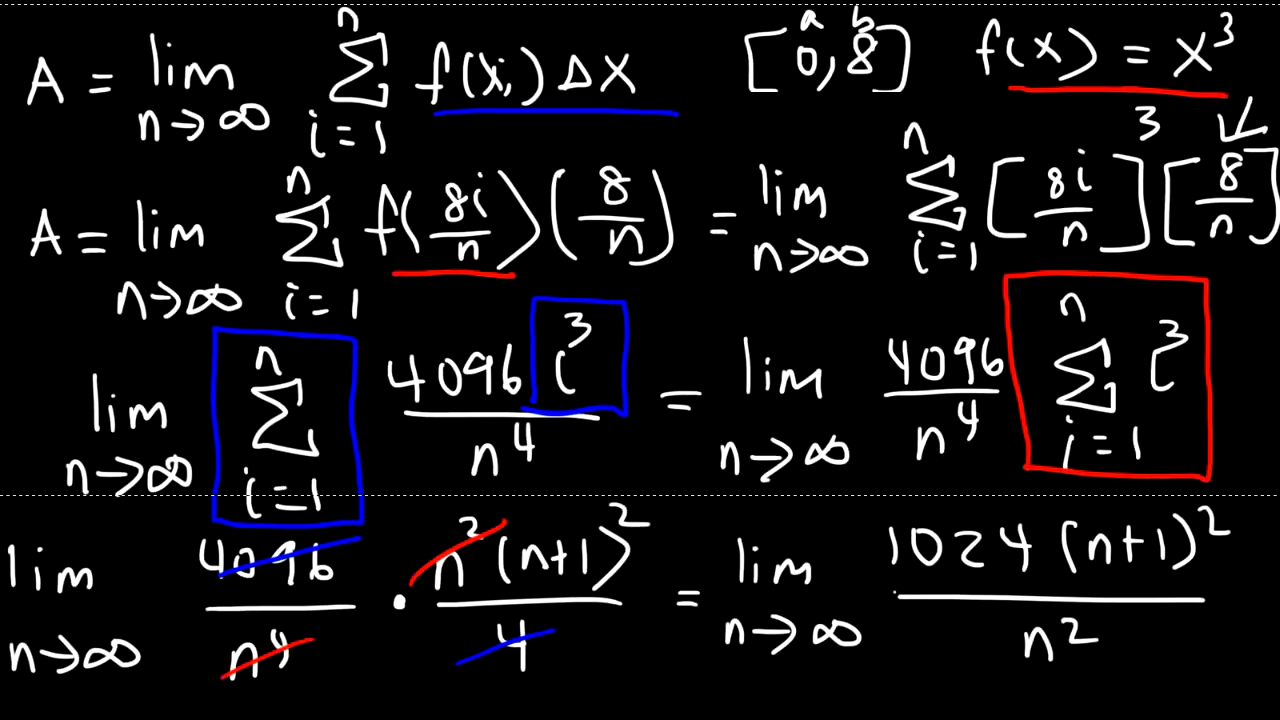 A = lim n→∞ Σ n i=1 f(xᵢ) Δx [0, 8] a b f(x) = x³
A = lim n→∞ Σ n i=1 f(8i/n) (8/n) = lim n→∞ Σ n i=1 [8i/n]³ [8/n]
lim n→∞ Σ n i=1 4096 i³/n⁴ = lim n→∞ 4096/n⁴ Σ n i=1 i³
lim n→∞ 4096/n⁴ · n²(n+1)²/4 = lim n→∞ 1024(n+1)²/n²